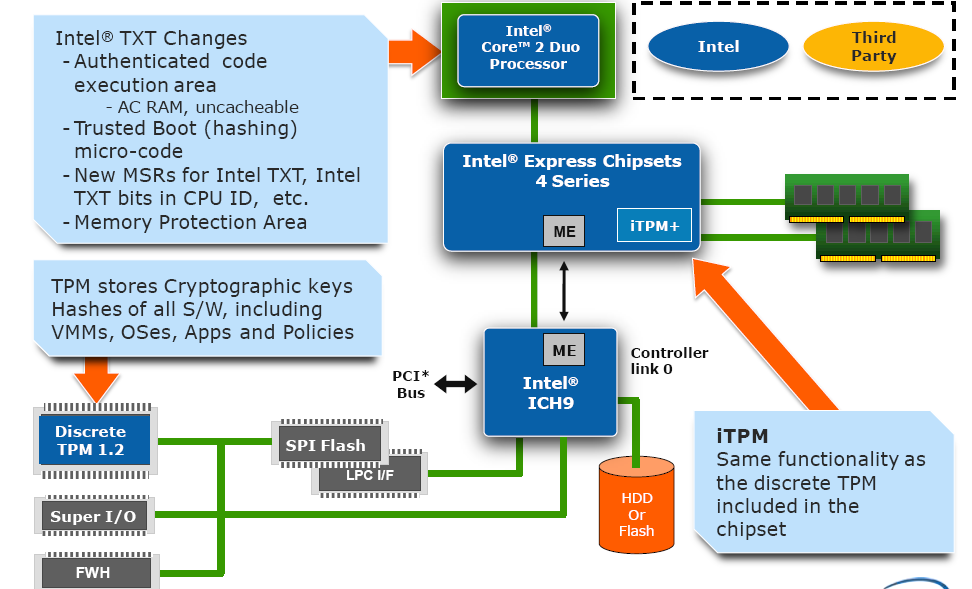 Intel® TXT Changes
- Authenticated code
execution area
- AC RAM, uncacheable
- Trusted Boot (hashing)
micro-code
- New MSRs for Intel TXT, Intel
TXT bits in CPU ID, etc.
- Memory Protection Area
Intel®
Core™ 2 Duo
Processor
Intel
Third
Party
Intel® Express Chipsets
4 Series
ME
iTPM+
TPM stores Cryptographic keys
Hashes of all S/W, including
VMMs, OSes, Apps and Policies
ME
Intel®
ICH9
PCI*
Bus
Controller
link 0
Discrete
TPM 1.2
SPI Flash
LPC I/F
Super I/O
FWH
HDD
Or
Flash
iTPM
Same functionality as
the discrete TPM
included in the
chipset